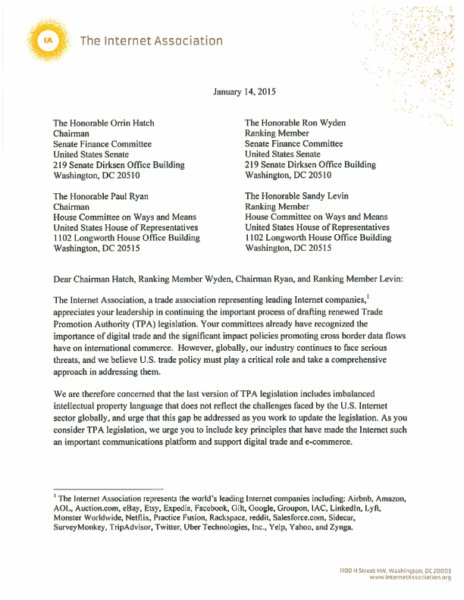 IA
The Internet Association
January 14, 2015
The Honorable Orrin Hatch
Chairman
Senate Finance Committee
United States Senate
219 Senate Dirksen Office Building
Washington, DC 20510
The Honorable Ron Wyden
Ranking Member
Senate Finance Committee
United States Senate
219 Senate Dirksen Office Building
Washington, DC 20510
The Honorable Paul Ryan
Chairman
House Committee on Ways and Means
United States House of Representatives
1102 Longworth House Office Building
Washington, DC 20515
The Honorable Sandy Levin
Ranking Member
House Committee on Ways and Means
United States House of Representatives
1102 Longworth House Office Building
Washington, DC 20515
Dear Chairman Hatch, Ranking Member Wyden, Chairman Ryan, and Ranking Member Levin:
The Internet Association, a trade association representing leading Internet companies,1
appreciates your leadership in continuing the important process of drafting renewed Trade
Promotion Authority (TPA) legislation. Your committees already have recognized the
importance of digital trade and the significant impact policies promoting cross border data flows
have on international commerce. However, globally, our industry continues to face serious
threats, and we believe U.S. trade policy must play a critical role and take a comprehensive
approach in addressing them.
We are therefore concerned that the last version of TPA legislation includes imbalanced
intellectual property language that does not reflect the challenges faced by the U.S. Internet
sector globally, and urge that this gap be addressed as you work to update the legislation. As you
consider TPA legislation, we urge you to include key principles that have made the Internet such
an important communications platform and support digital trade and e-commerce.
1 The Internet Association represents the world's leading Internet companies including: Airbnb, Amazon,
AOL, Auction.com, eBay, Etsy, Expedia, Facebook, Gilt, Google, Groupon, IAC, LinkedIn, Lyft,
Monster Worldwide, Netflix, Practice Fusion, Rackspace, reddit, Salesforce.com, Sidecar,
SurveyMonkey, TripAdvisor, Twitter, Uber Technologies, Inc., Yelp, Yahoo, and Zynga.
1100 H Street NW, Washington, DC 20005
www.internetassociation.org